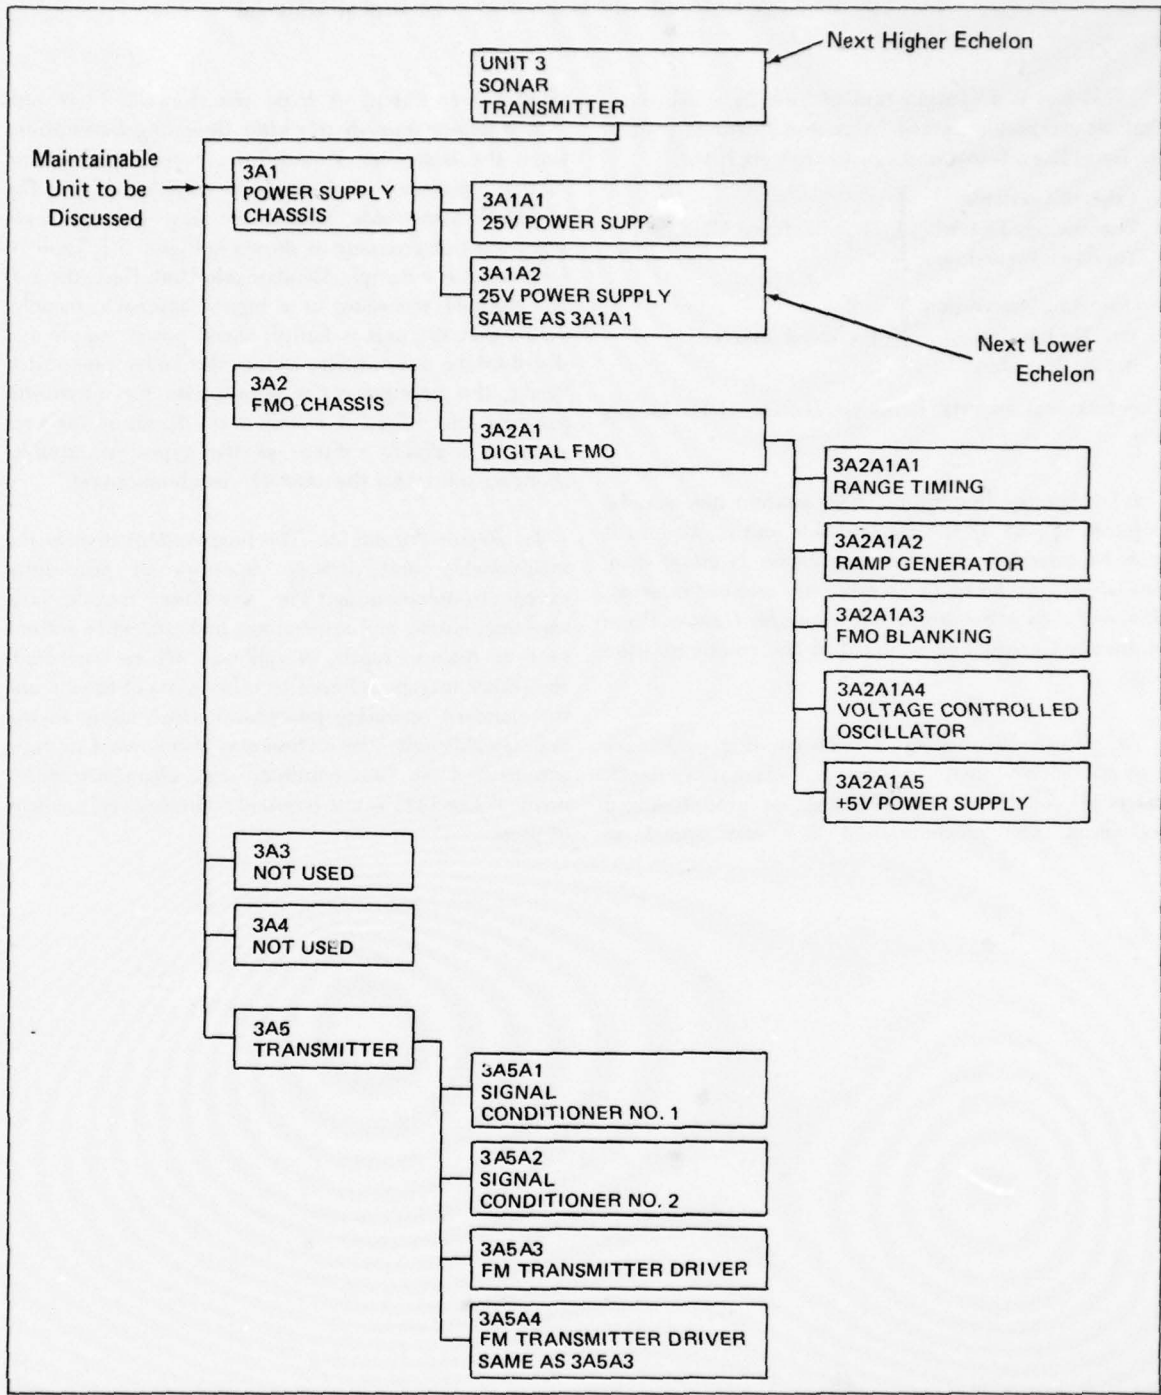 Next Higher Echelon
UNIT 3
SONAR
TRANSMITTER
Maintainable
Unit to be
Discussed
3A1
POWER SUPPLY
CHASSIS
3A1A1
25V POWER SUPP
3A1A2
25V POWER SUPPLY
SAME AS 3A1A1
Next Lower
Echelon
3A2
FMO CHASSIS
3A2A1
DIGITAL FMO
3A2A1A1
RANGE TIMING
3A2A1A2
RAMP GENERATOR
3A2A1A3
FMO BLANKING
3A2A1A4
VOLTAGE CONTROLLED
OSCILLATOR
3A2A1A5
+5V POWER SUPPLY
3A3
NOT USED
3A4
NOT USED
3A5
TRANSMITTER
3A5A1
SIGNAL
CONDITIONER NO. 1
3A5A2
SIGNAL
CONDITIONER NO. 2
3A5A3
FM TRANSMITTER DRIVER
3A5A4
FM TRANSMITTER DRIVER
SAME AS 3A5A3